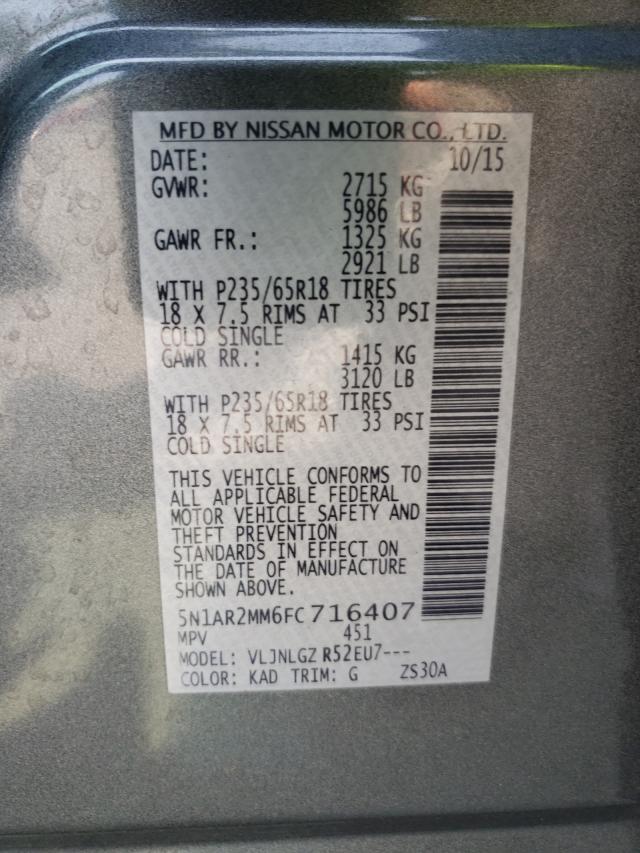 MFD BY NISSAN MOTOR CO., LTD.
DATE: 10/15
GVWR: 2715 KG
5986 LB
GAWR FR.: 1325 KG
2921 LB
WITH P235/65R18 TIRES
18 X 7.5 RIMS AT 33 PSI
COLD SINGLE
GAWR RR.: 1415 KG
3120 LB
WITH P235/65R18 TIRES
18 X 7.5 RIMS AT 33 PSI
COLD SINGLE
THIS VEHICLE CONFORMS TO
ALL APPLICABLE FEDERAL
MOTOR VEHICLE SAFETY AND
THEFT PREVENTION
STANDARDS IN EFFECT ON
THE DATE OF MANUFACTURE
SHOWN ABOVE.
5N1AR2MM6FC716407
MPV 451
MODEL: VLJNLGZ R52EU7---
COLOR: KAD TRIM: G ZS30A